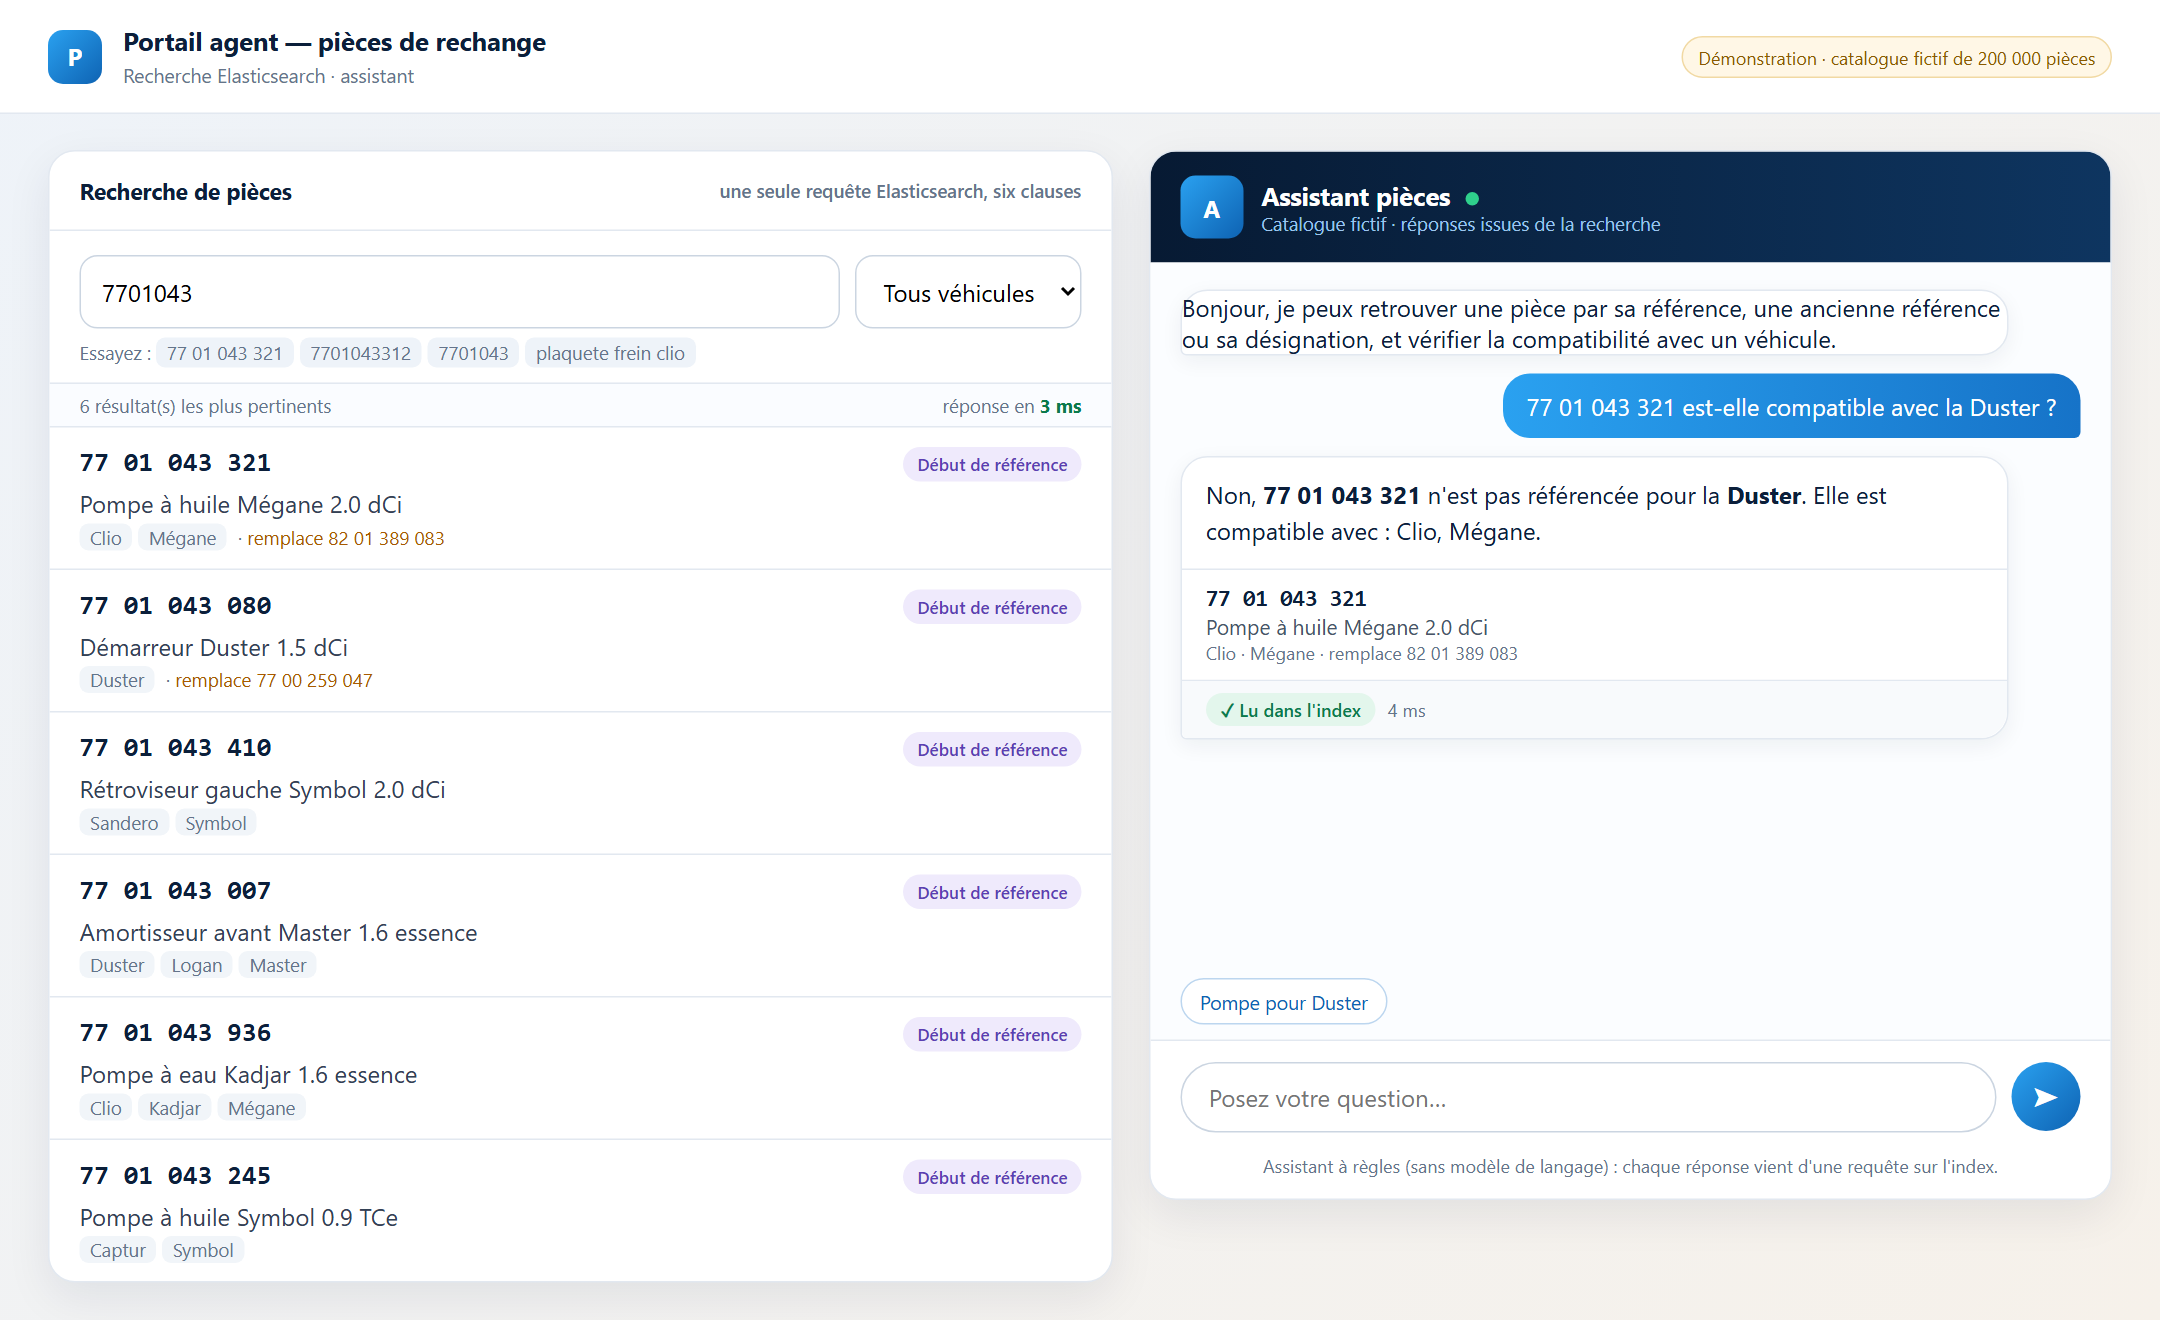 P
Portail agent — pièces de rechange
Recherche Elasticsearch · assistant
Démonstration · catalogue fictif de 200 000 pièces
Recherche de pièces
une seule requête Elasticsearch, six clauses
7701043
Tous véhicules
Essayez : 77 01 043 321 7701043312 7701043 plaquete frein clio
6 résultat(s) les plus pertinents
réponse en 3 ms
77 01 043 321
Début de référence
Pompe à huile Mégane 2.0 dCi
Clio Mégane · remplace 82 01 389 083
77 01 043 080
Début de référence
Démarreur Duster 1.5 dCi
Duster · remplace 77 00 259 047
77 01 043 410
Début de référence
Rétroviseur gauche Symbol 2.0 dCi
Sandero Symbol
77 01 043 007
Début de référence
Amortisseur avant Master 1.6 essence
Duster Logan Master
77 01 043 936
Début de référence
Pompe à eau Kadjar 1.6 essence
Clio Kadjar Mégane
77 01 043 245
Début de référence
Pompe à huile Symbol 0.9 TCe
Captur Symbol
A
Assistant pièces
Catalogue fictif · réponses issues de la recherche
Bonjour, je peux retrouver une pièce par sa référence, une ancienne référence
ou sa désignation, et vérifier la compatibilité avec un véhicule.
77 01 043 321 est-elle compatible avec la Duster ?
Non, 77 01 043 321 n'est pas référencée pour la Duster. Elle est
compatible avec : Clio, Mégane.
77 01 043 321
Pompe à huile Mégane 2.0 dCi
Clio · Mégane · remplace 82 01 389 083
✓ Lu dans l'index 4 ms
Pompe pour Duster
Posez votre question...
Assistant à règles (sans modèle de langage) : chaque réponse vient d'une requête sur l'index.